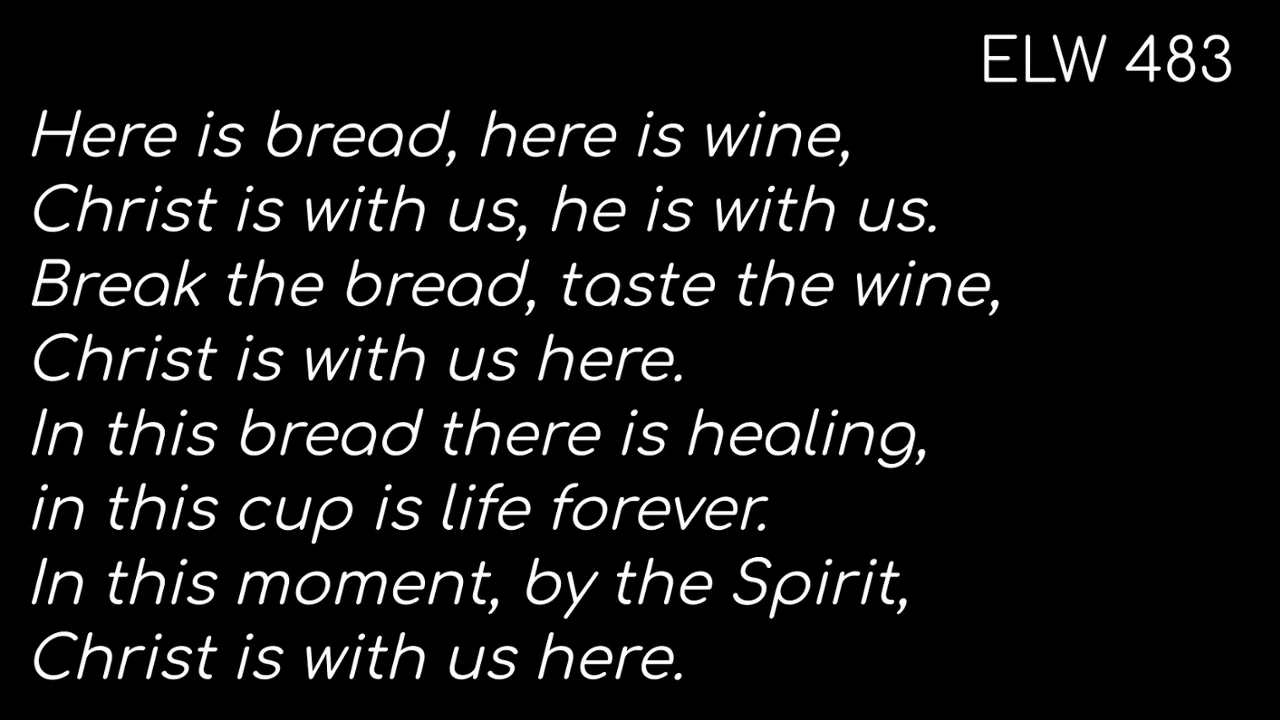 ELW 483
Here is bread, here is wine,
Christ is with us, he is with us.
Break the bread, taste the wine,
Christ is with us here.
In this bread there is healing,
in this cup is life forever.
In this moment, by the Spirit,
Christ is with us here.